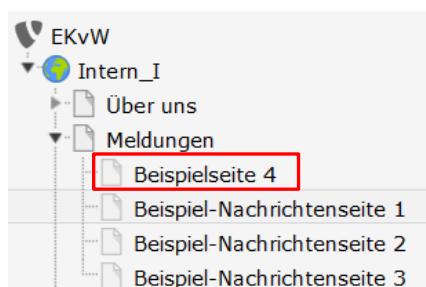 EKvW
Intern_I
Über uns
Meldungen
Beispielseite 4
Beispiel-Nachrichtenseite 1
Beispiel-Nachrichtenseite 2
Beispiel-Nachrichtenseite 3